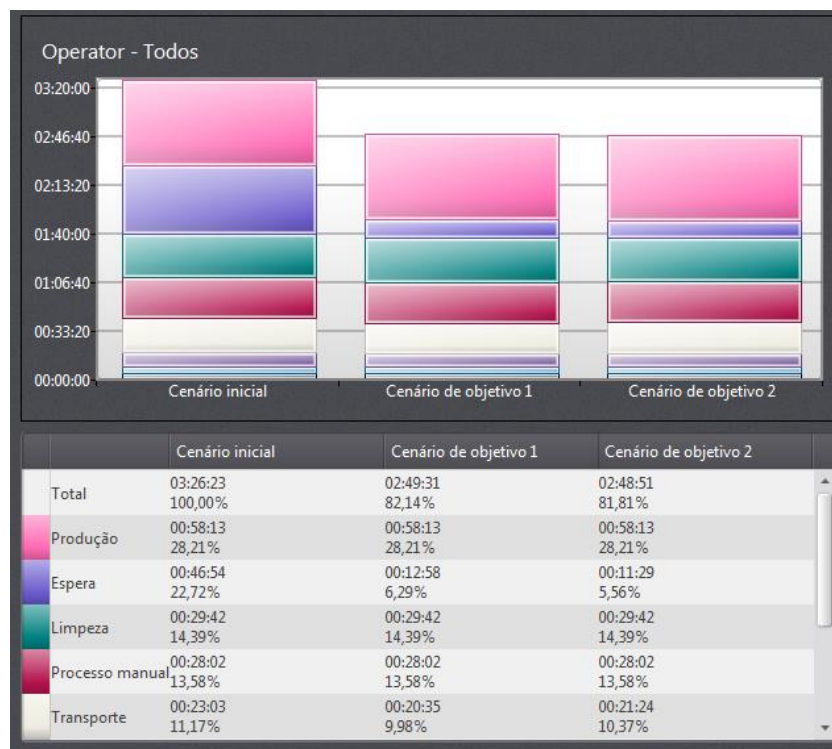 Operator - Todos
03:20:00
02:46:40
02:13:20
01:40:00
01:06:40
00:33:20
00:00:00
Cenário inicial Cenário de objetivo 1 Cenário de objetivo 2
Cenário inicial Cenário de objetivo 1 Cenário de objetivo 2
Total 03:26:23 02:49:31 02:48:51
100,00% 82,14% 81,81%
Produção 00:58:13 00:58:13 00:58:13
28,21% 28,21% 28,21%
Espera 00:46:54 00:12:58 00:11:29
22,72% 6,29% 5,56%
Limpeza 00:29:42 00:29:42 00:29:42
14,39% 14,39% 14,39%
Processo manual 00:28:02 00:28:02 00:28:02
13,58% 13,58% 13,58%
Transporte 00:23:03 00:20:35 00:21:24
11,17% 9,98% 10,37%